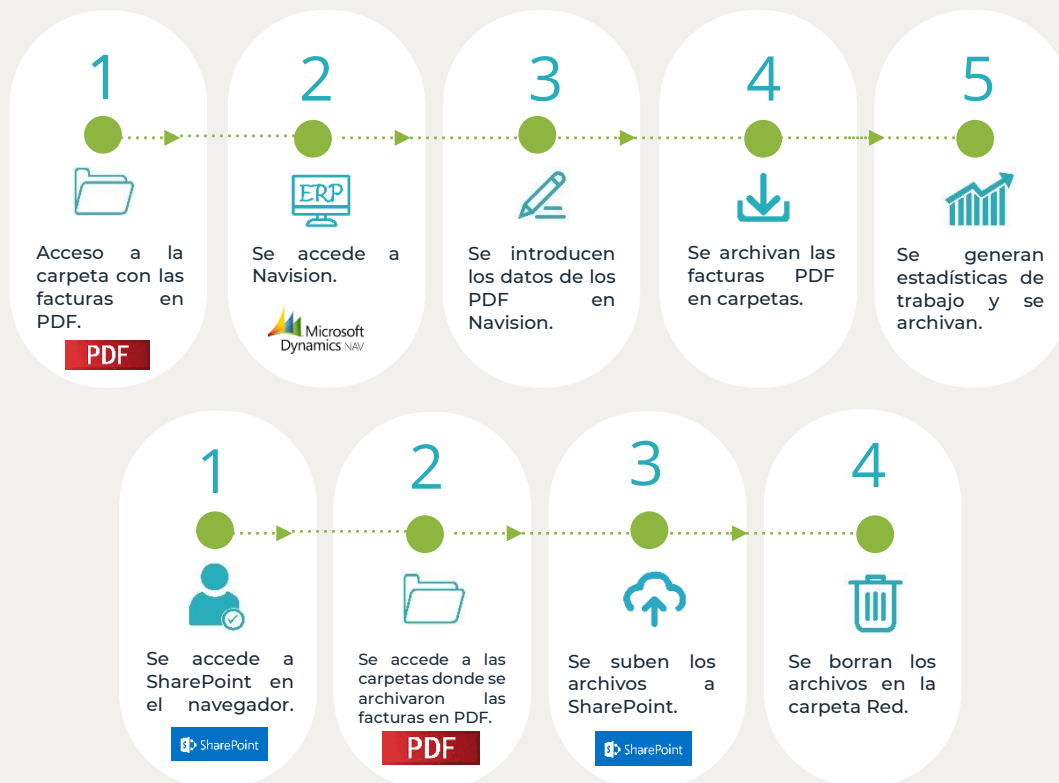 1
2
3
4
5
ERP
Acceso a la
carpeta con las
facturas en
PDF.
PDF
Se accede a
Navision.
Microsoft
Dynamics NAV
Se introducen
los datos de los
PDF en
Navision.
Se archivan las
facturas PDF
en carpetas.
Se generan
estadísticas de
trabajo y se
archivan.
1
2
3
4
Se accede a
SharePoint en
el navegador.
S SharePoint
Se accede a las
carpetas donde se
archivaron las
facturas en PDF.
PDF
Se suben los
archivos a
SharePoint.
S SharePoint
Se borran los
archivos en la
carpeta Red.